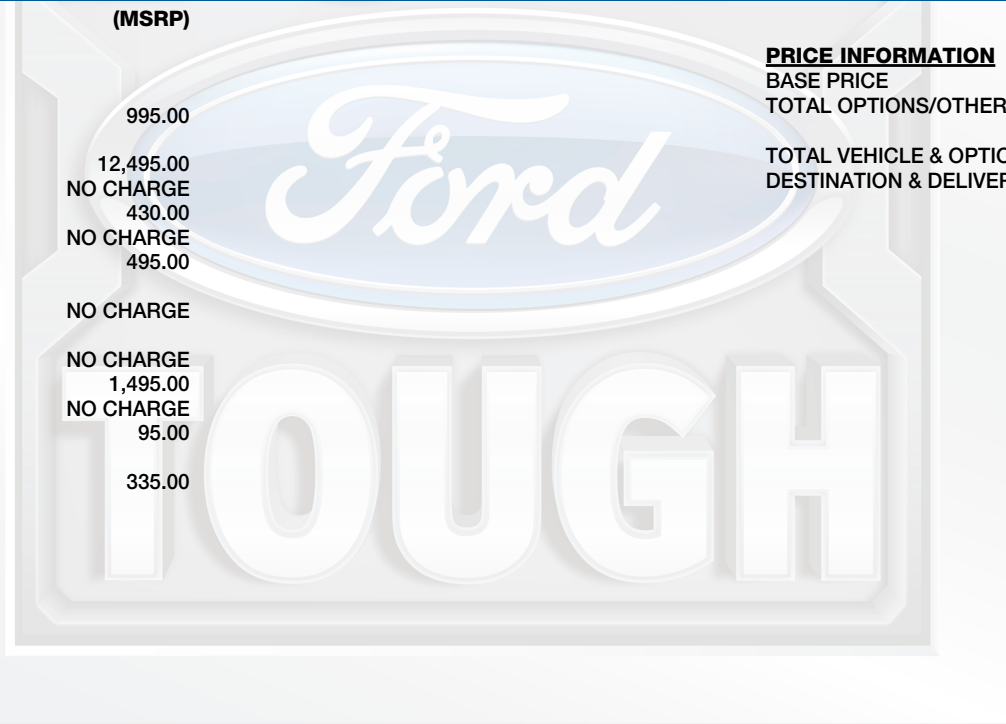 (MSRP)
995.00
12,495.00
NO CHARGE
430.00
NO CHARGE
495.00
NO CHARGE
NO CHARGE
1,495.00
NO CHARGE
95.00
335.00
PRICE INFORMATION
BASE PRICE
TOTAL OPTIONS/OTHER
TOTAL VEHICLE & OPTIO
DESTINATION & DELIVER
Ford
TOUGH